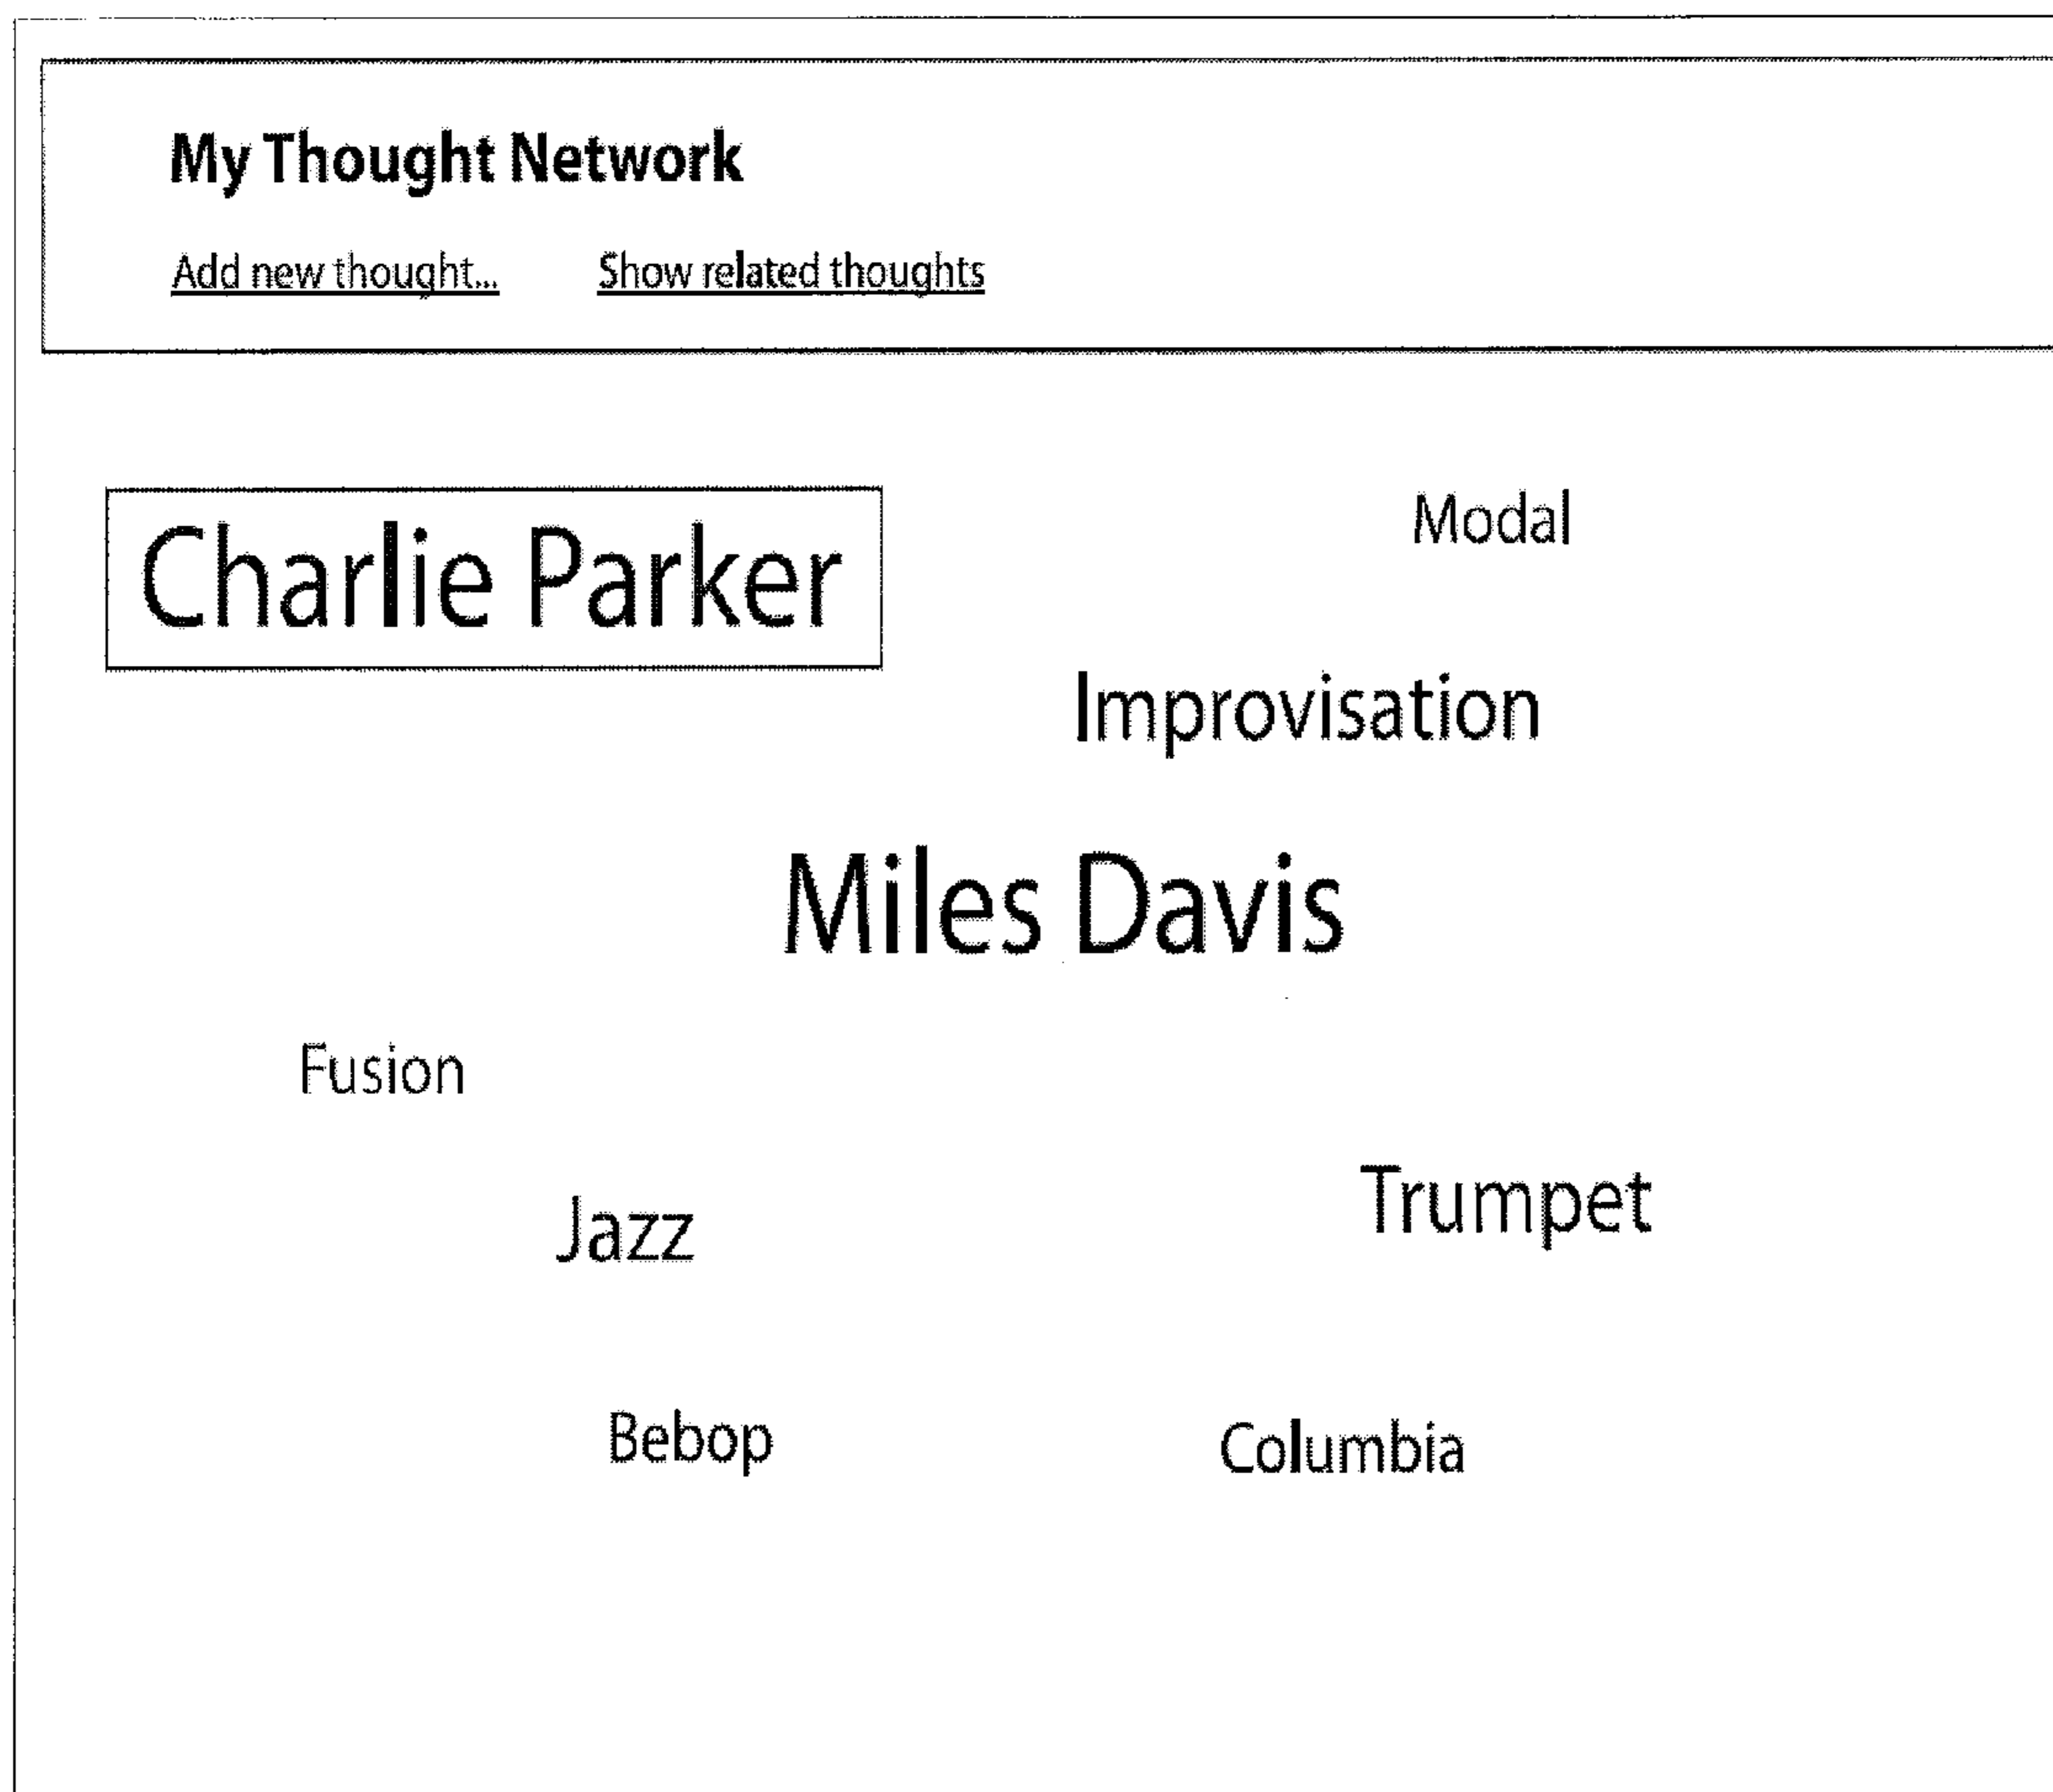 My Thought Network
Add new thought... Show related thoughts
Charlie Parker
Modal
Improvisation
Miles Davis
Fusion
Trumpet
Jazz
Bebop
Columbia